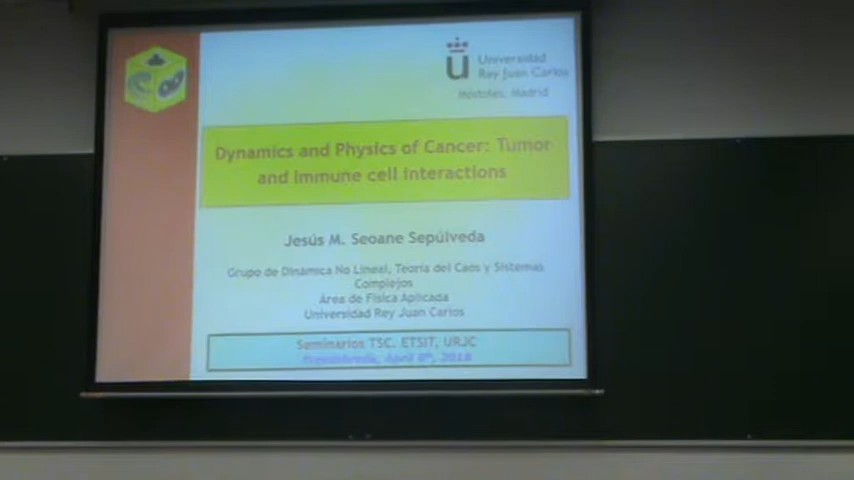 Universidad
Rey Juan Carlos
Móstoles, Madrid
Dynamics and Physics of Cancer: Tumor
and immune cell interactions
Jesús M. Seoane Sepúlveda
Grupo de Dinámica No Lineal, Teoría del Caos y Sistemas
Complejos
Área de Física Aplicada
Universidad Rey Juan Carlos
Seminarios TSC. ETSIT, URJC
April 8th,